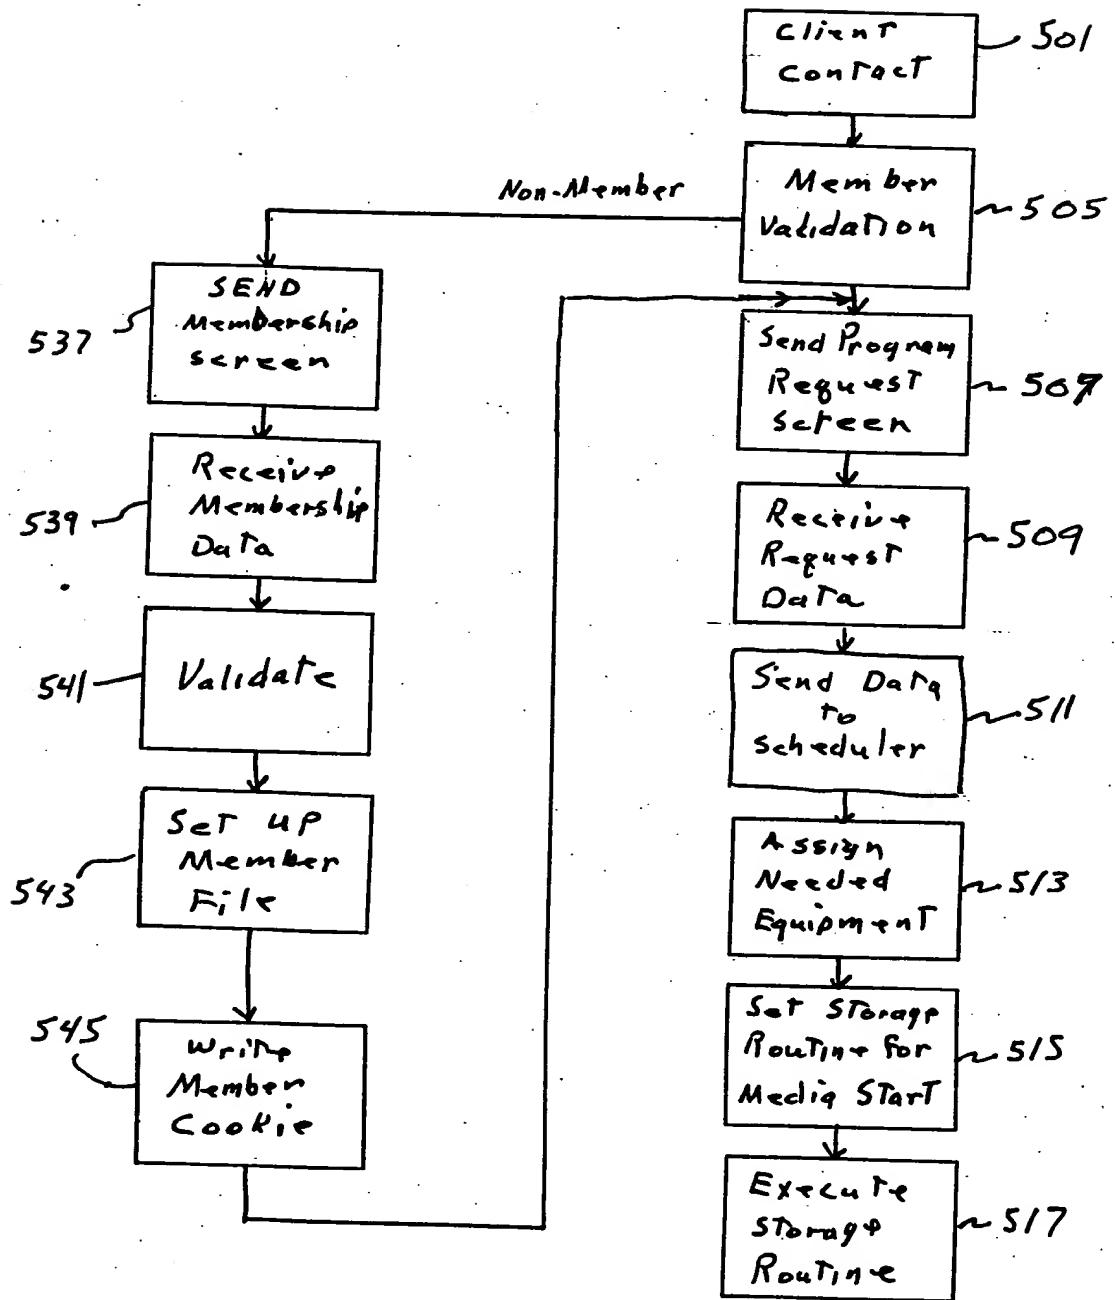 Client
Contact
501
Member
Validation
505
Non-Member
Send Program
Request
Screen
507
Receive
Request
Data
509
Send Data
to
Scheduler
511
Assign
Needed
Equipment
513
Set Storage
Routine for
Media Start
515
Execute
Storage
Routine
517
SEND
Membership
Screen
537
Receive
Membership
Data
539
Validate
541
Set up
Member
File
543
Write
Member
Cookie
545